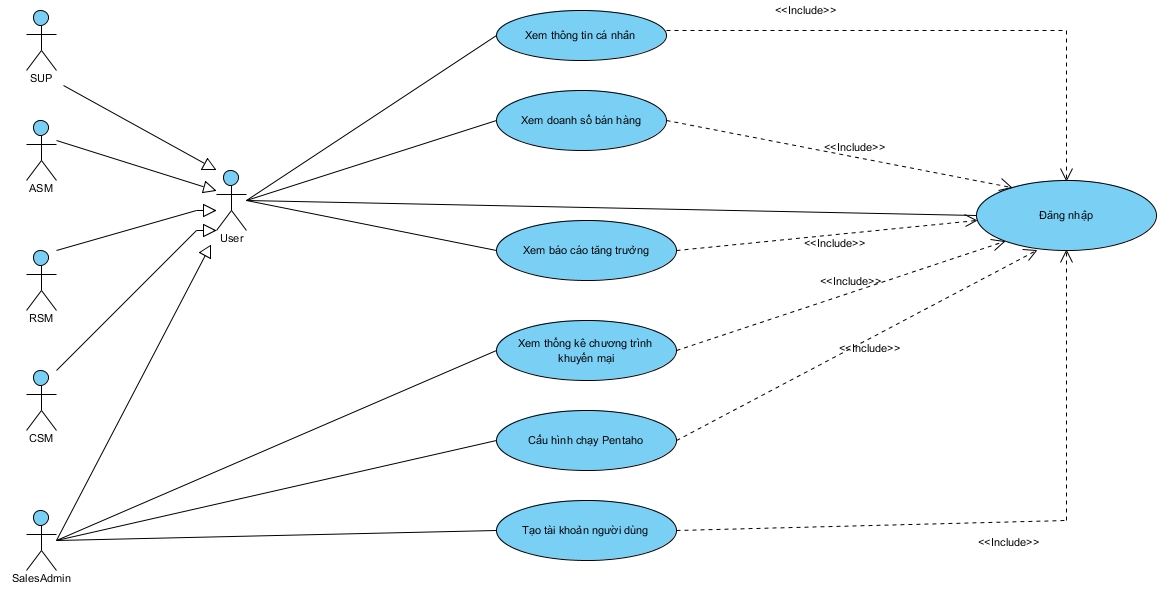 <<Include>>
Xem thông tin cá nhân
SUP
Xem doanh số bán hàng
<<Include>>
ASM
Đăng nhập
User
Xem báo cáo tăng trưởng
<<Include>>
<<Include>>
RSM
Xem thống kê chương trình
khuyến mại
<<Include>>
CSM
Cấu hình chạy Pentaho
Tạo tài khoản người dùng
<<Include>>
SalesAdmin